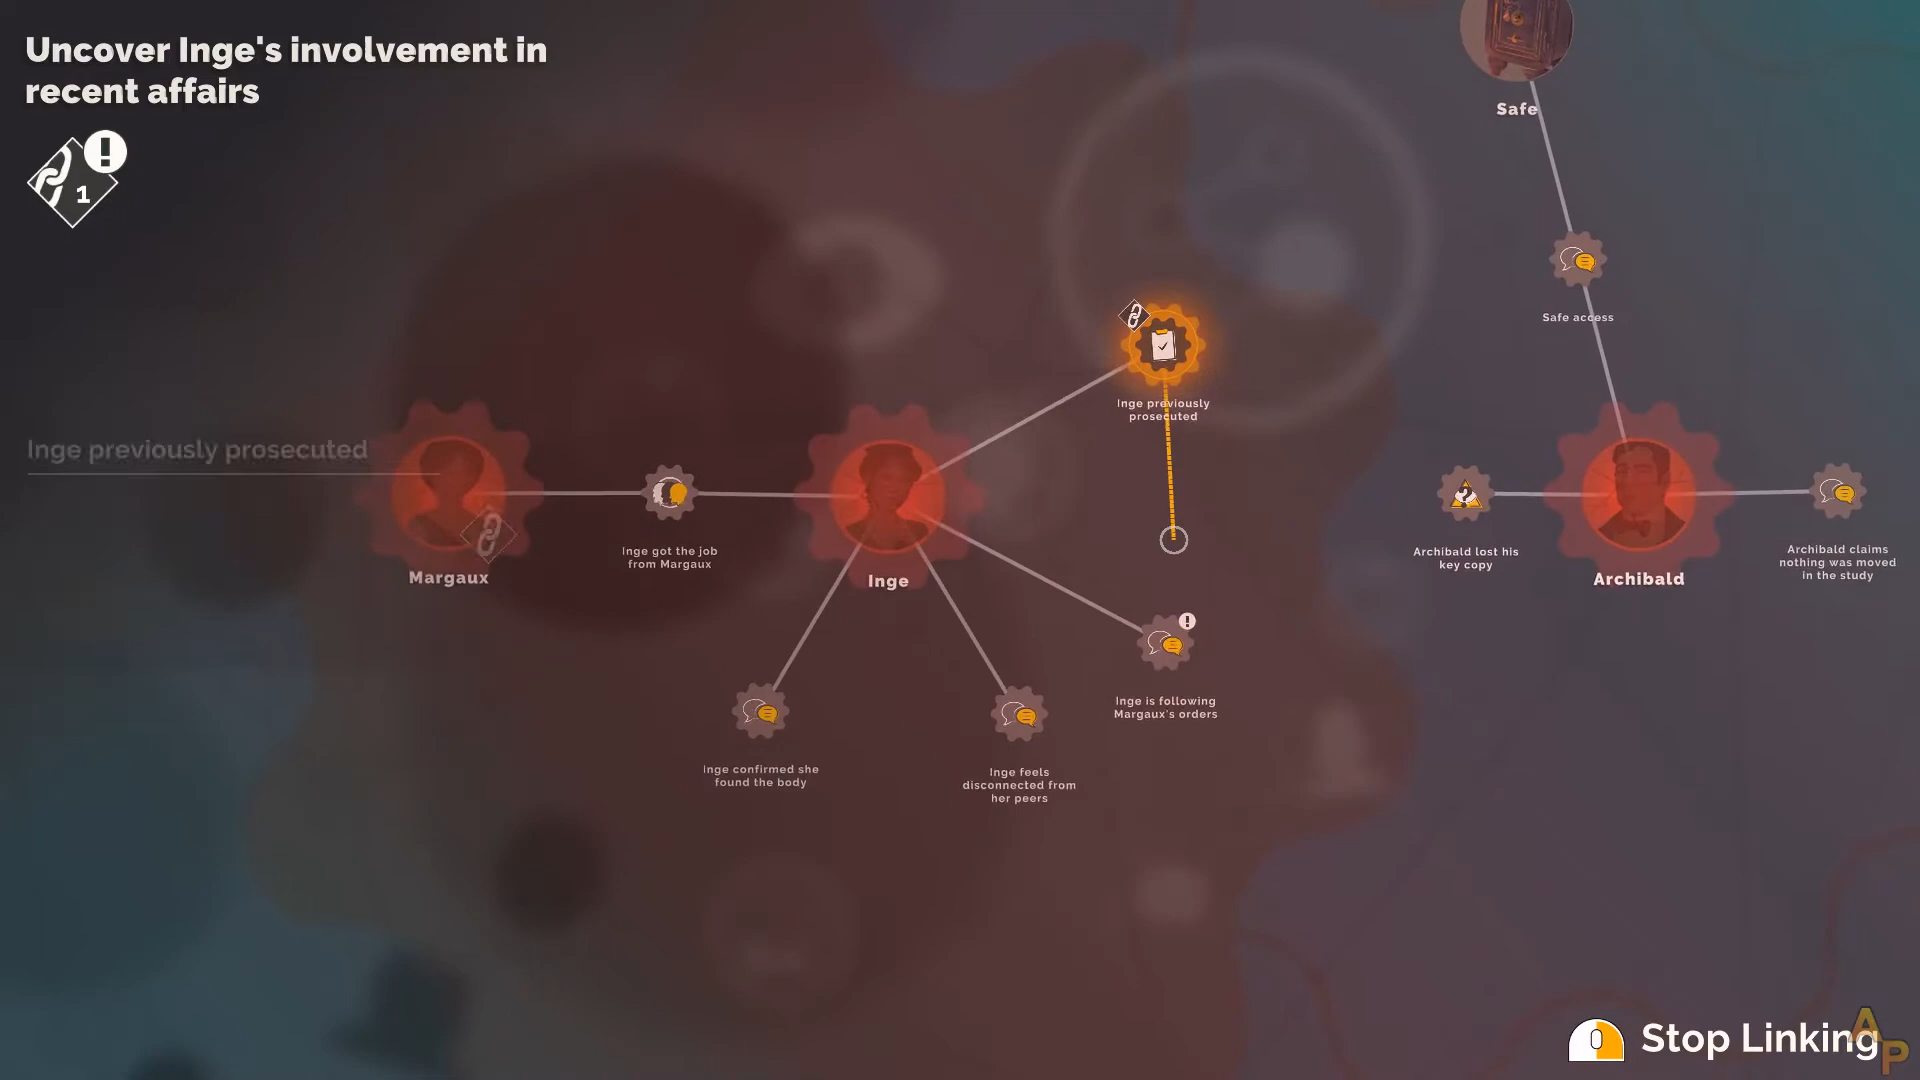 Uncover Inge's involvement in
recent affairs
1
Safe
Safe access
Inge previously
prosecuted
Inge previously prosecuted
Margaux
Inge got the job
from Margaux
Inge
Archibald lost his
key copy
Archibald
Archibald claims
nothing was moved
in the study
Inge is following
Margaux's orders
Inge confirmed she
found the body
Inge feels
disconnected from
her peers
Stop Linking
AP